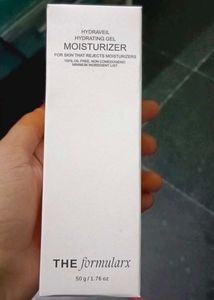 HYDRAVEIL
HYDRATING GEL
MOISTURIZER
FOR SKIN THAT REJECTS MOISTURIZERS
100% OIL FREE, NON COMEDOGENIC
MINIMUM INGREDIENT LIST
THE formularx
50 g / 1.76 oz